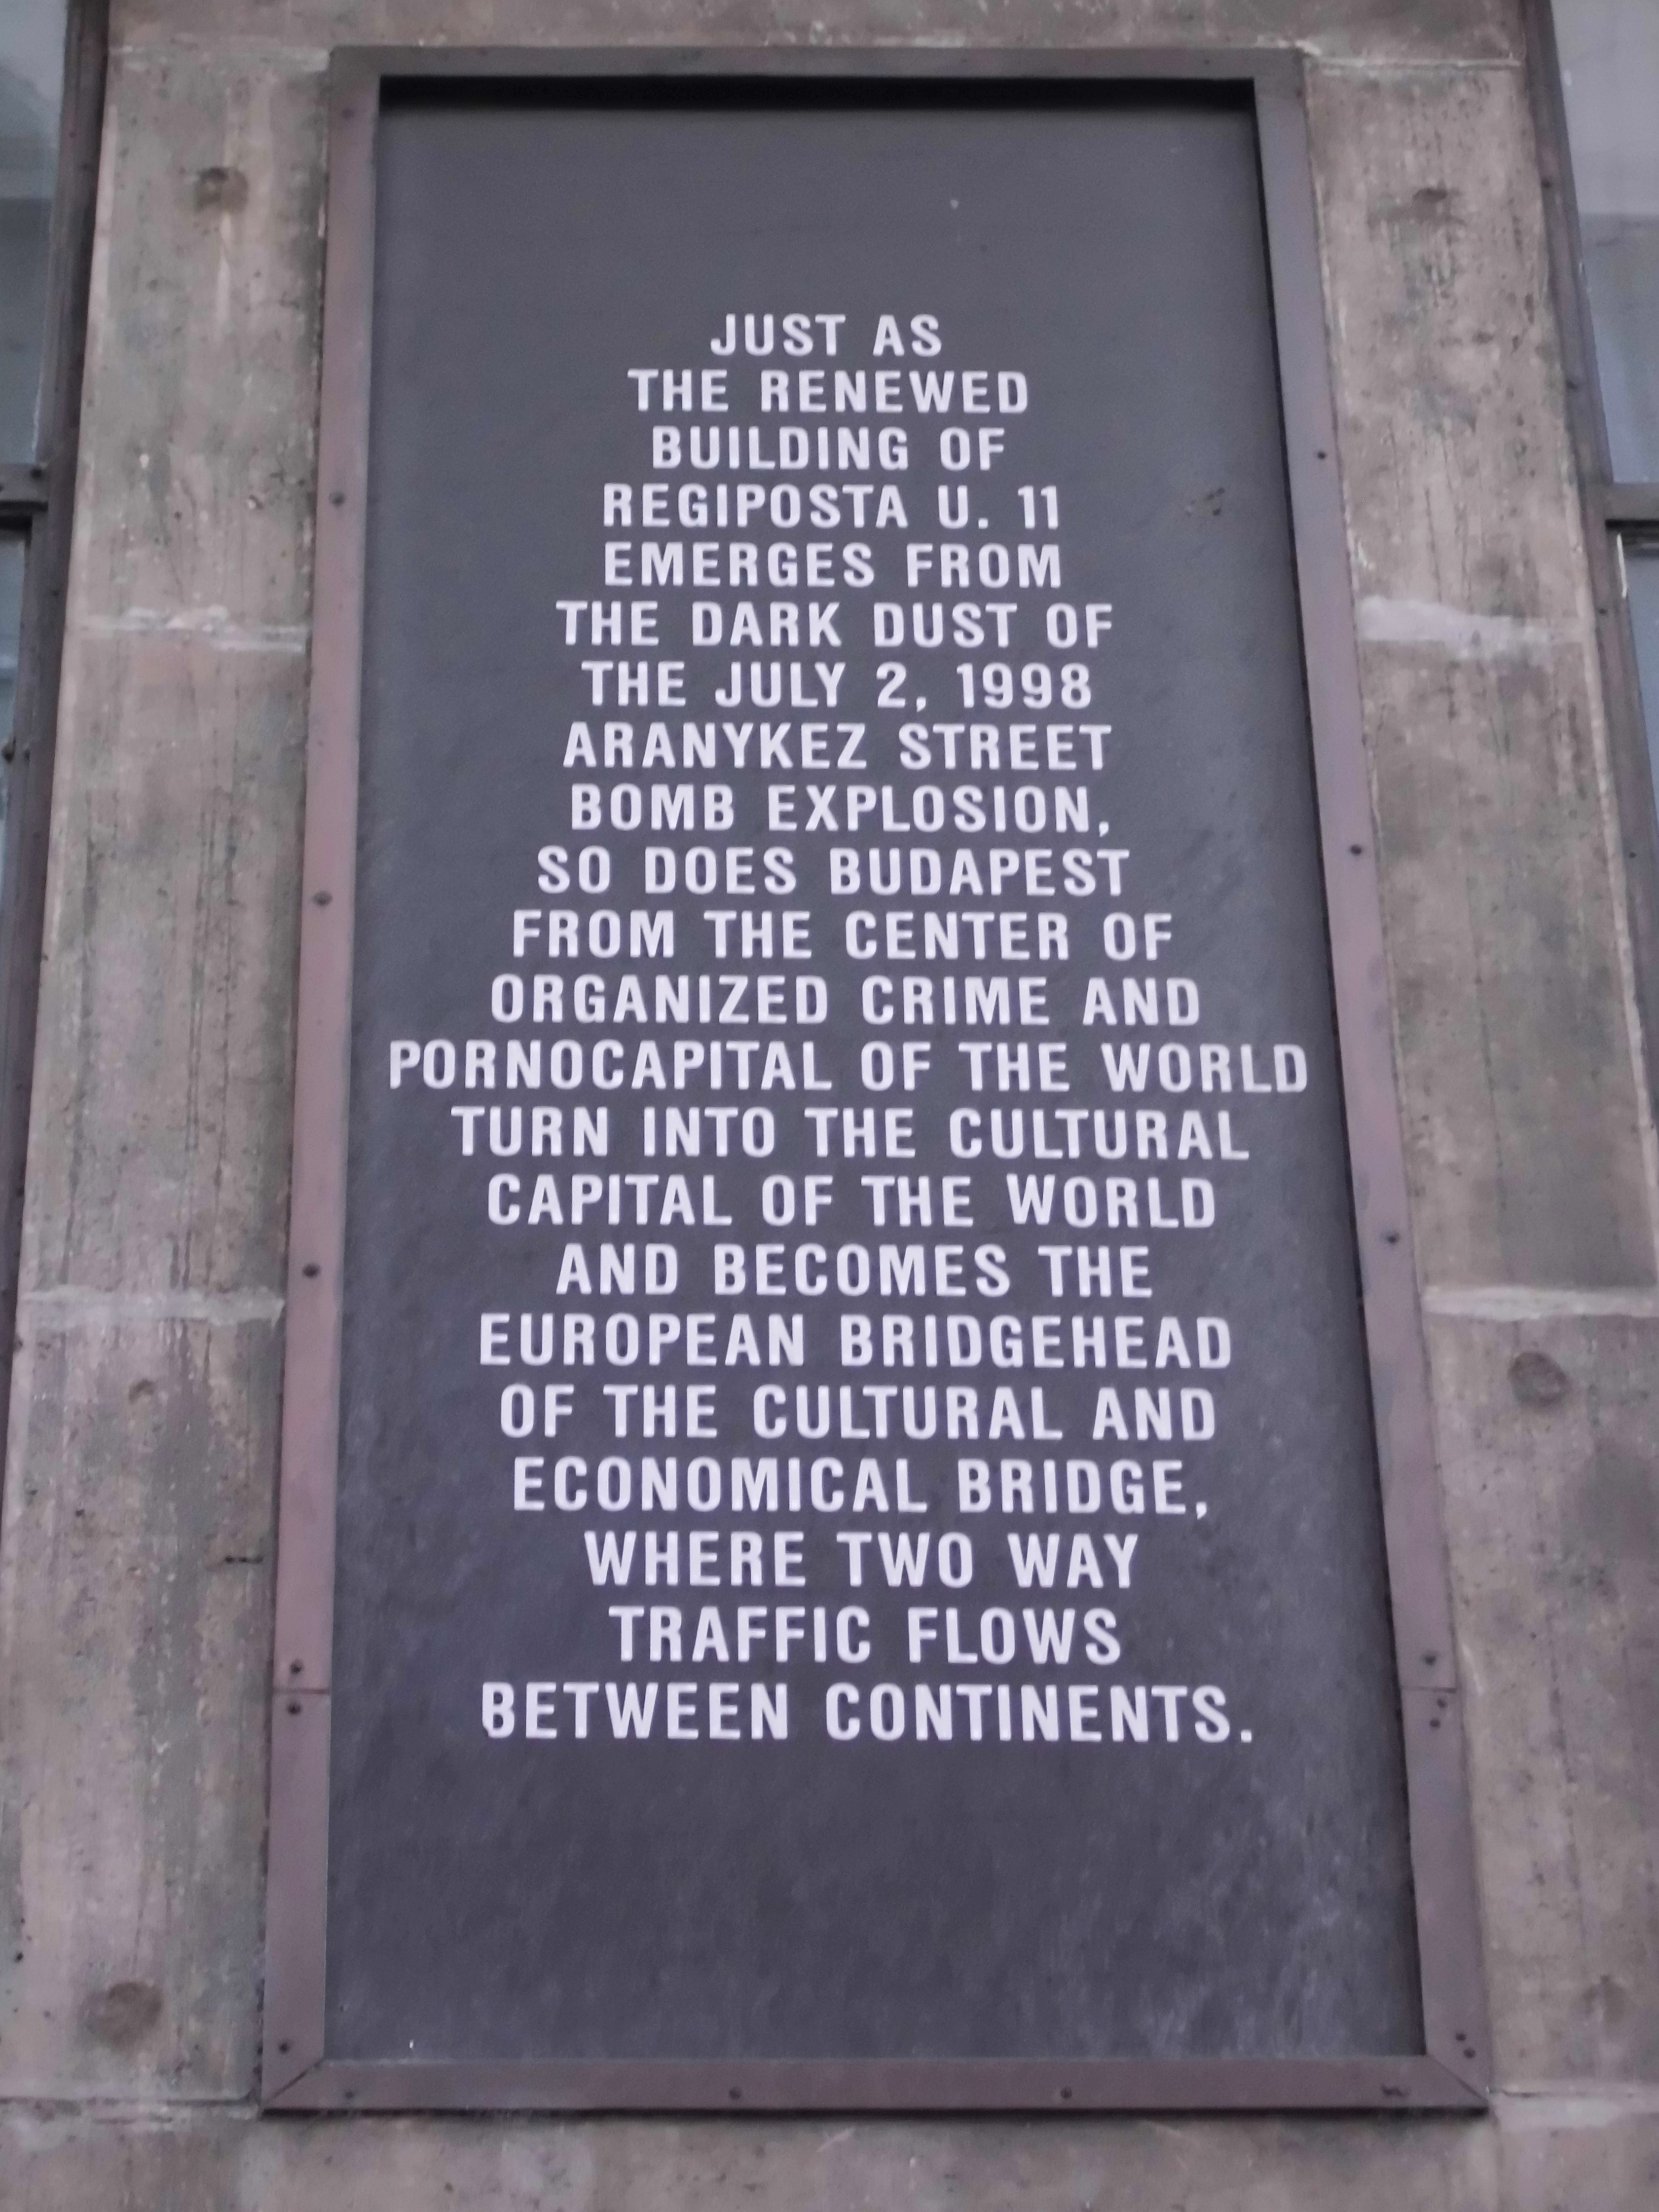 JUST AS
THE RENEWED
BUILDING OF
REGIPOSTA U. 11
EMERGES FROM
THE DARK DUST OF
THE JULY 2, 1998
ARANYKEZ STREET
BOMB EXPLOSION,
SO DOES BUDAPEST
FROM THE CENTER OF
ORGANIZED CRIME AND
PORNOCAPITAL OF THE WORLD
TURN INTO THE CULTURAL
CAPITAL OF THE WORLD
AND BECOMES THE
EUROPEAN BRIDGEHEAD
OF THE CULTURAL AND
ECONOMICAL BRIDGE,
WHERE TWO WAY
TRAFFIC FLOWS
BETWEEN CONTINENTS.